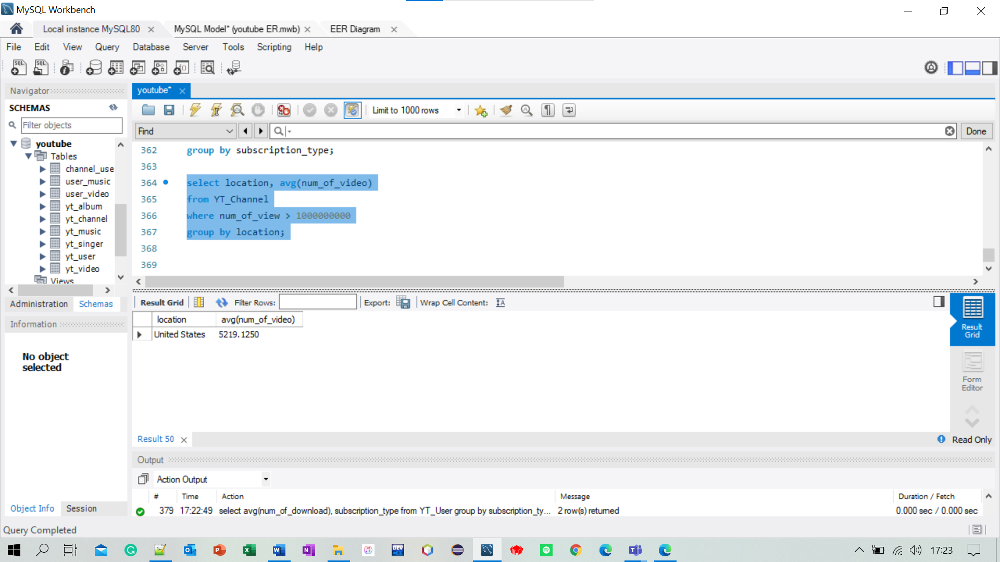 MySQL Workbench
Local instance MySQL80
MySQL Model* (youtube ER.mwb)
EER Diagram
File Edit View Query Database Server Tools Scripting Help
Navigator
youtube*
SCHEMAS
Limit to 1000 rows
Filter objects
Find
Done
youtube
Tables
channel_use
user_music
user_video
yt_album
yt_channel
yt_music
yt_singer
yt_user
yt_video
Views
362 group by subscription_type;
363
364 select location, avg(num_of_video)
365 from YT_Channel
366 where num_of_view > 1000000000
367 group by location;
368
369
Administration Schemas
Result Grid Filter Rows: Export: Wrap Cell Content:
Information
location avg(num_of_video)
United States 5219.1250
No object
selected
Result
Grid
Form
Editor
Result 50
Read Only
Output
Action Output
# Time Action Message Duration / Fetch
379 17:22:49 select avg(num_of_download), subscription_type from YT_User group by subscription_ty... 2 row(s) returned 0.000 sec / 0.000 sec
Object Info Session
Query Completed
17:23